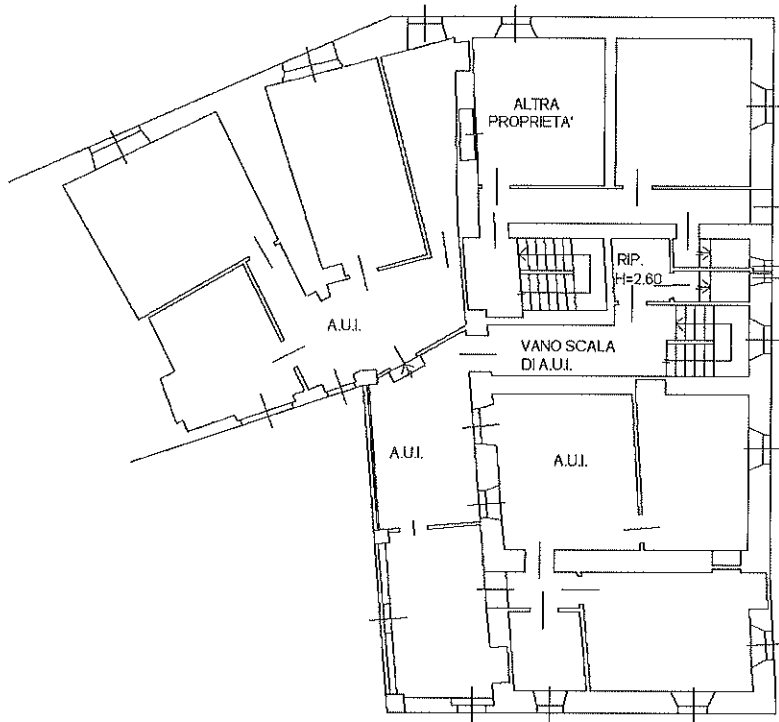 ALTRA
PROPRIETA'
RIP.
H=2.60
A.U.I.
VANO SCALA
DI A.U.I.
A.U.I.
A.U.I.